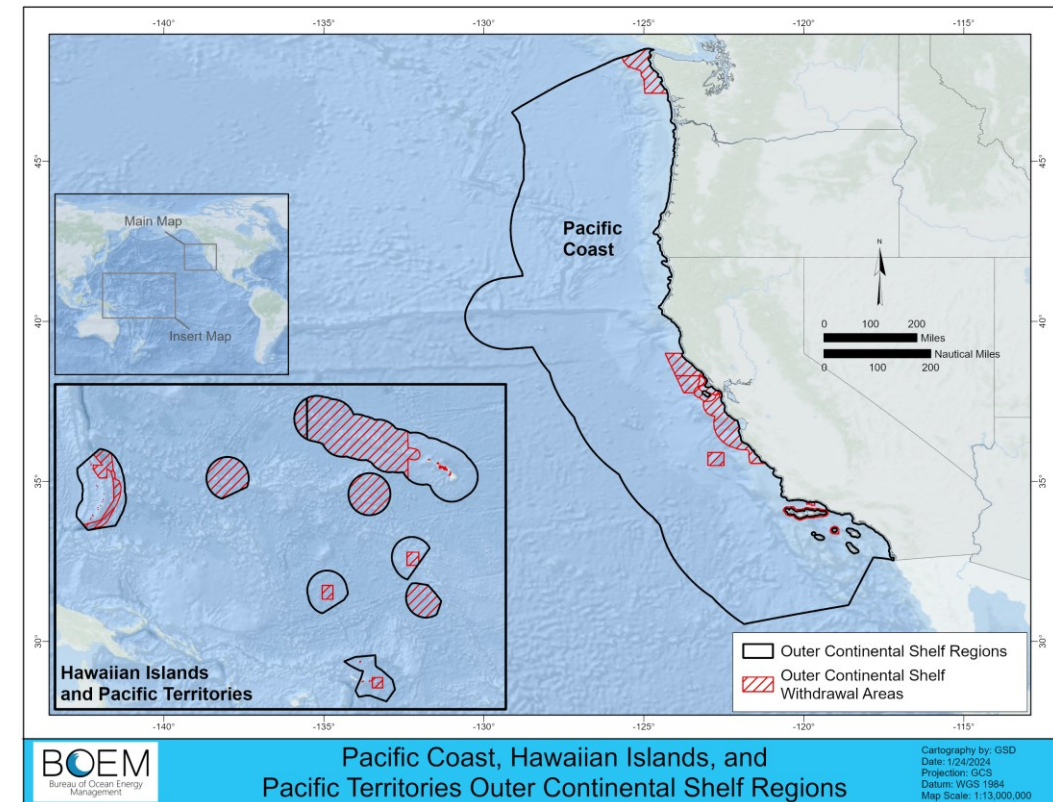 -140°
-135°
-130°
-125°
-120°
-115°
45°
45°
40°
40°
35°
35°
30°
30°
Main Map
Insert Map
Pacific
Coast
N
0 100 200
Miles
Nautical Miles
0 100 200
Hawaiian Islands
and Pacific Territories
Outer Continental Shelf Regions
Outer Continental Shelf
Withdrawal Areas
-140°
-135°
-130°
-125°
-120°
-115°
BOEM
Bureau of Ocean Energy
Management
Pacific Coast, Hawaiian Islands, and
Pacific Territories Outer Continental Shelf Regions
Cartography by: GSD
Date: 1/24/2024
Projection: GCS
Datum: WGS 1984
Map Scale: 1:13,000,000